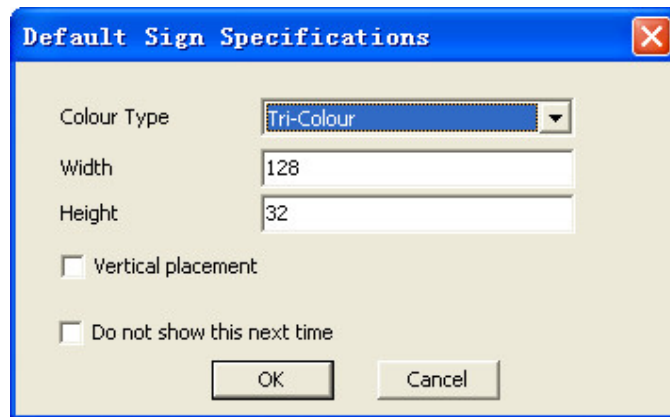 Default Sign Specifications
Colour Type Tri-Colour
Width 128
Height 32
Vertical placement
Do not show this next time
OK Cancel